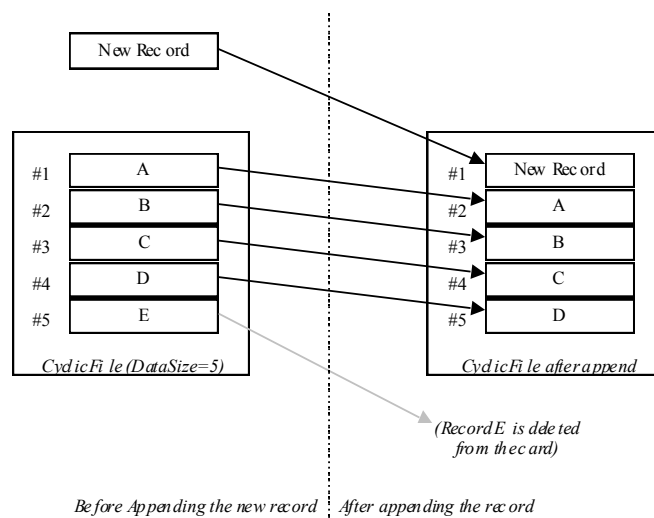 New Record
#1 A
#2 B
#3 C
#4 D
#5 E
CyclicFile (DataSize=5)
#1 New Record
#2 A
#3 B
#4 C
#5 D
CyclicFile after append
(Record E is deleted
from the card)
Before Appending the new record
After appending the record